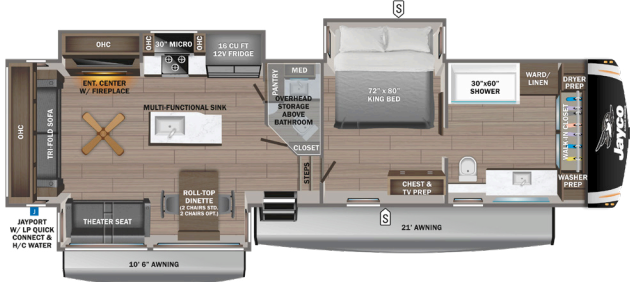 S
OHC
OHC
30" MICRO
OHC
16 CU FT
12V FRIDGE
ENT. CENTER
W/ FIREPLACE
OHC
TRI-FOLD SOFA
MULTI-FUNCTIONAL SINK
PANTRY
MED
OVERHEAD
STORAGE
ABOVE
BATHROOM
CLOSET
STEPS
72" x 80"
KING BED
30"x60"
SHOWER
WARD/
LINEN
DRYER
PREP
WALK IN CLOSET
WASHER
PREP
Jayco
CHEST &
TV PREP
S
ROLL-TOP
DINETTE
(2 CHAIRS STD.
2 CHAIRS OPT.)
THEATER SEAT
J
JAYPORT
W/ LP QUICK
CONNECT &
H/C WATER
10' 6" AWNING
21' AWNING